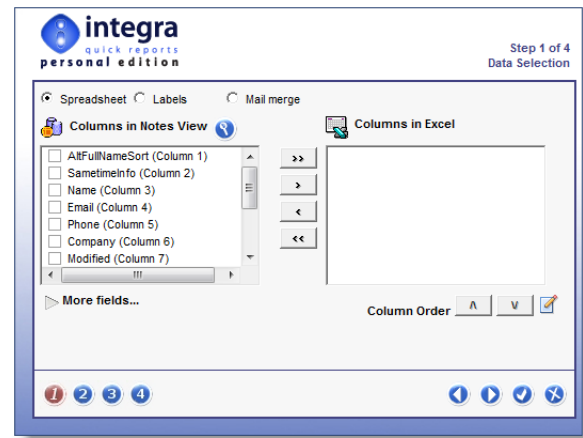 integra
quick reports
personal edition
Step 1 of 4
Data Selection
Spreadsheet Labels Mail merge
Columns in Notes View Columns in Excel
AltFullNameSort (Column 1)
SametimeInfo (Column 2)
Name (Column 3)
Email (Column 4)
Phone (Column 5)
Company (Column 6)
Modified (Column 7)
>>
>
<
<<
More fields...
Column Order
1 2 3 4